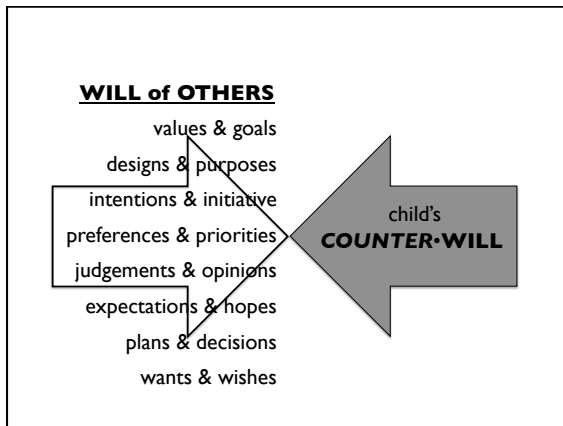 WILL of OTHERS
values & goals
designs & purposes
intentions & initiative
preferences & priorities
judgements & opinions
expectations & hopes
plans & decisions
wants & wishes
child's
COUNTER•WILL